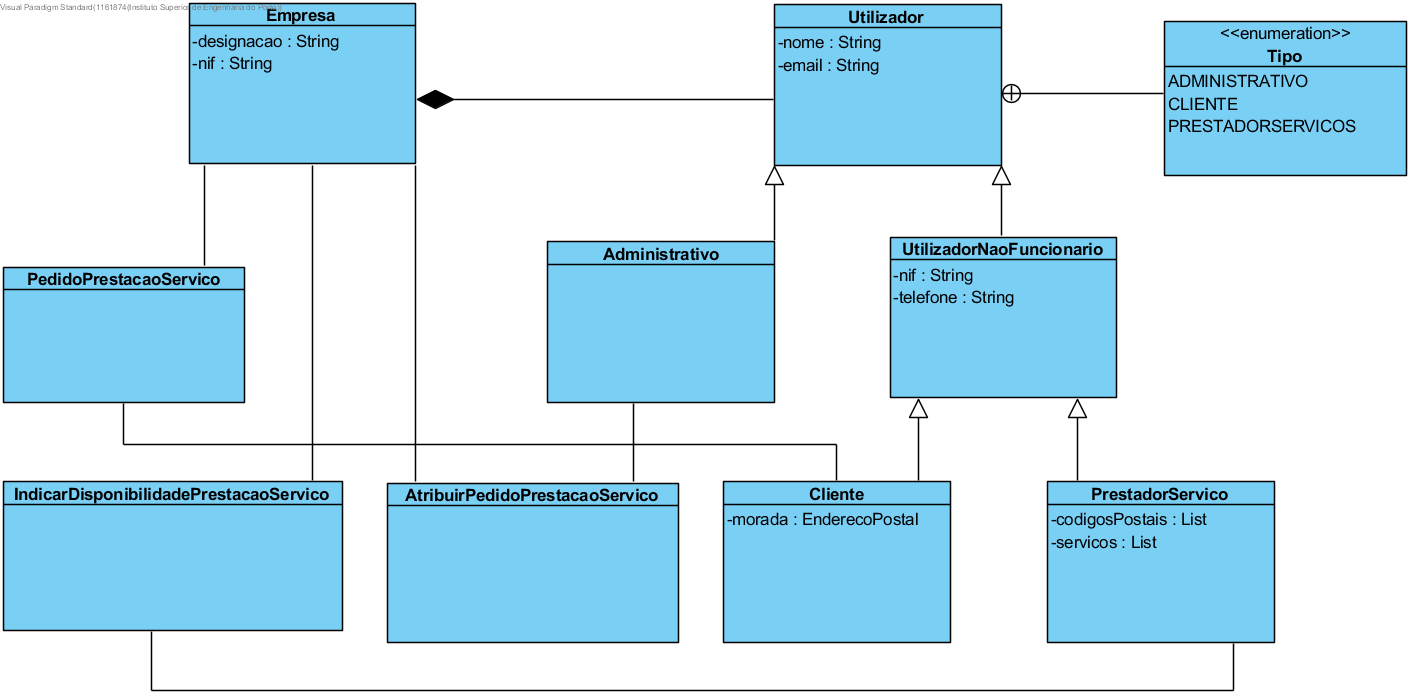 Visual Paradigm Standard(1161874(Instituto Superior de Engenharia do Porto))
Empresa
-designacao : String
-nif : String
Utilizador
-nome : String
-email : String
<<enumeration>>
Tipo
ADMINISTRATIVO
CLIENTE
PRESTADORSERVICOS
PedidoPrestacaoServico
Administrativo
UtilizadorNaoFuncionario
-nif : String
-telefone : String
IndicarDisponibilidadePrestacaoServico
AtribuirPedidoPrestacaoServico
Cliente
-morada : EnderecoPostal
PrestadorServico
-codigosPostais : List
-servicos : List